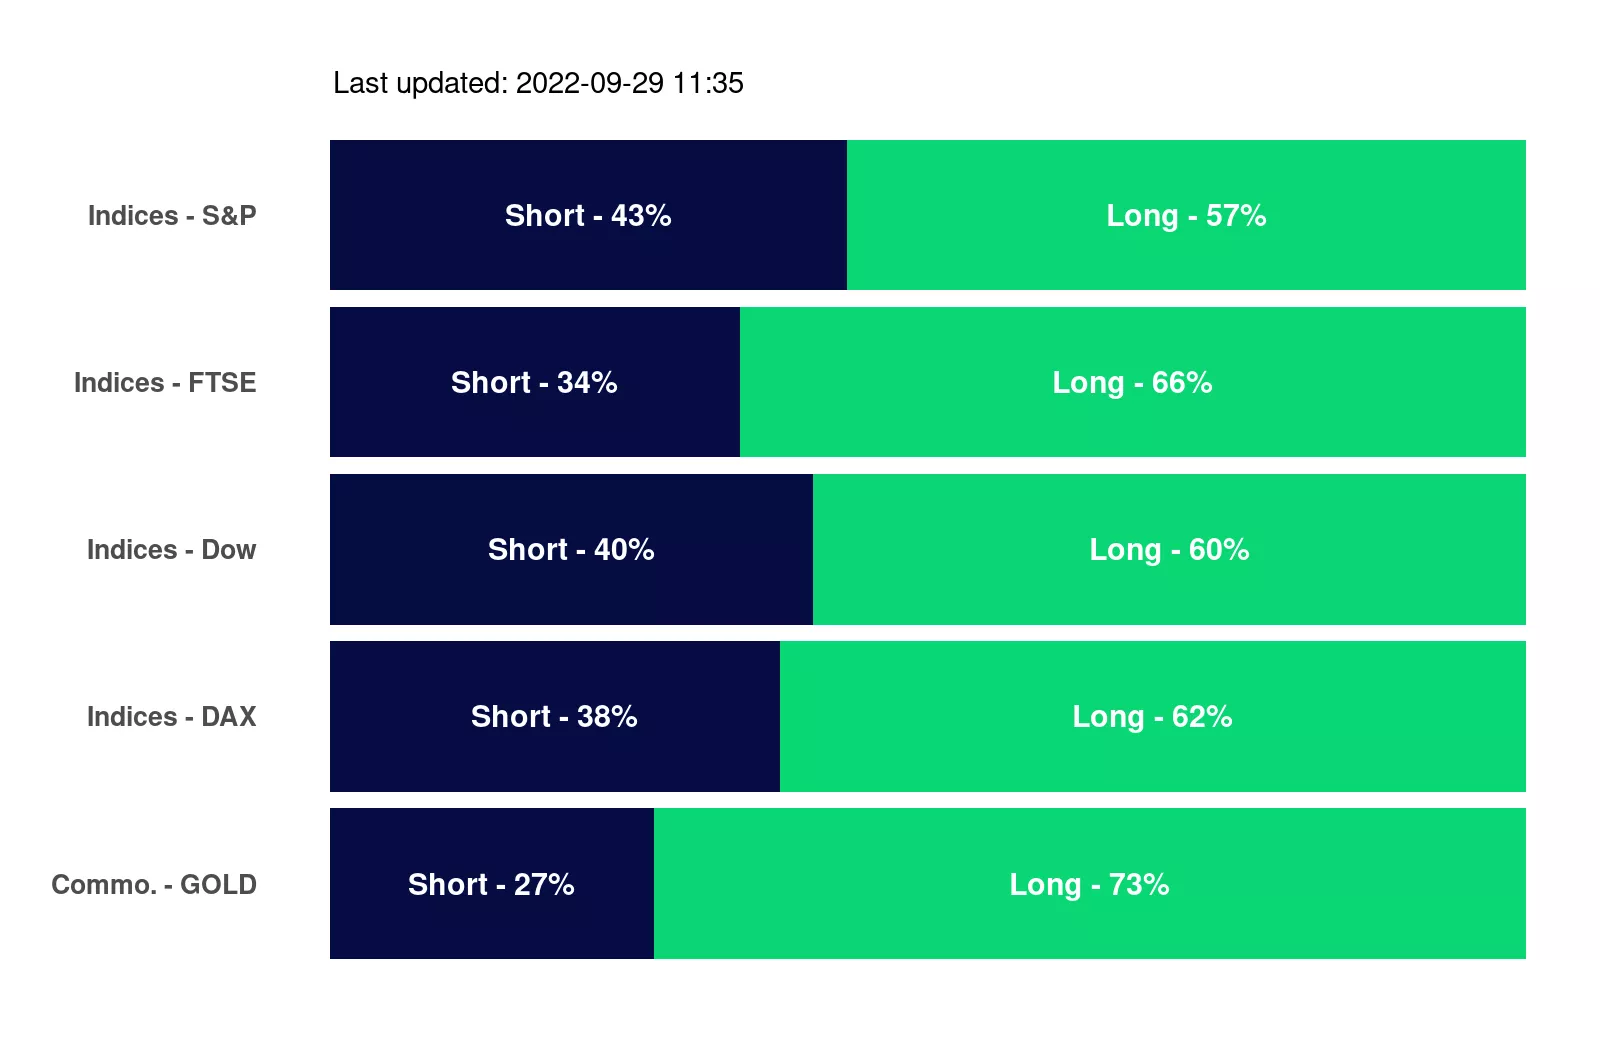 Last updated: 2022-09-29 11:35
Indices - S&P Short - 43% Long - 57%
Indices - FTSE Short - 34% Long - 66%
Indices - Dow Short - 40% Long - 60%
Indices - DAX Short - 38% Long - 62%
Commo. - GOLD Short - 27% Long - 73%